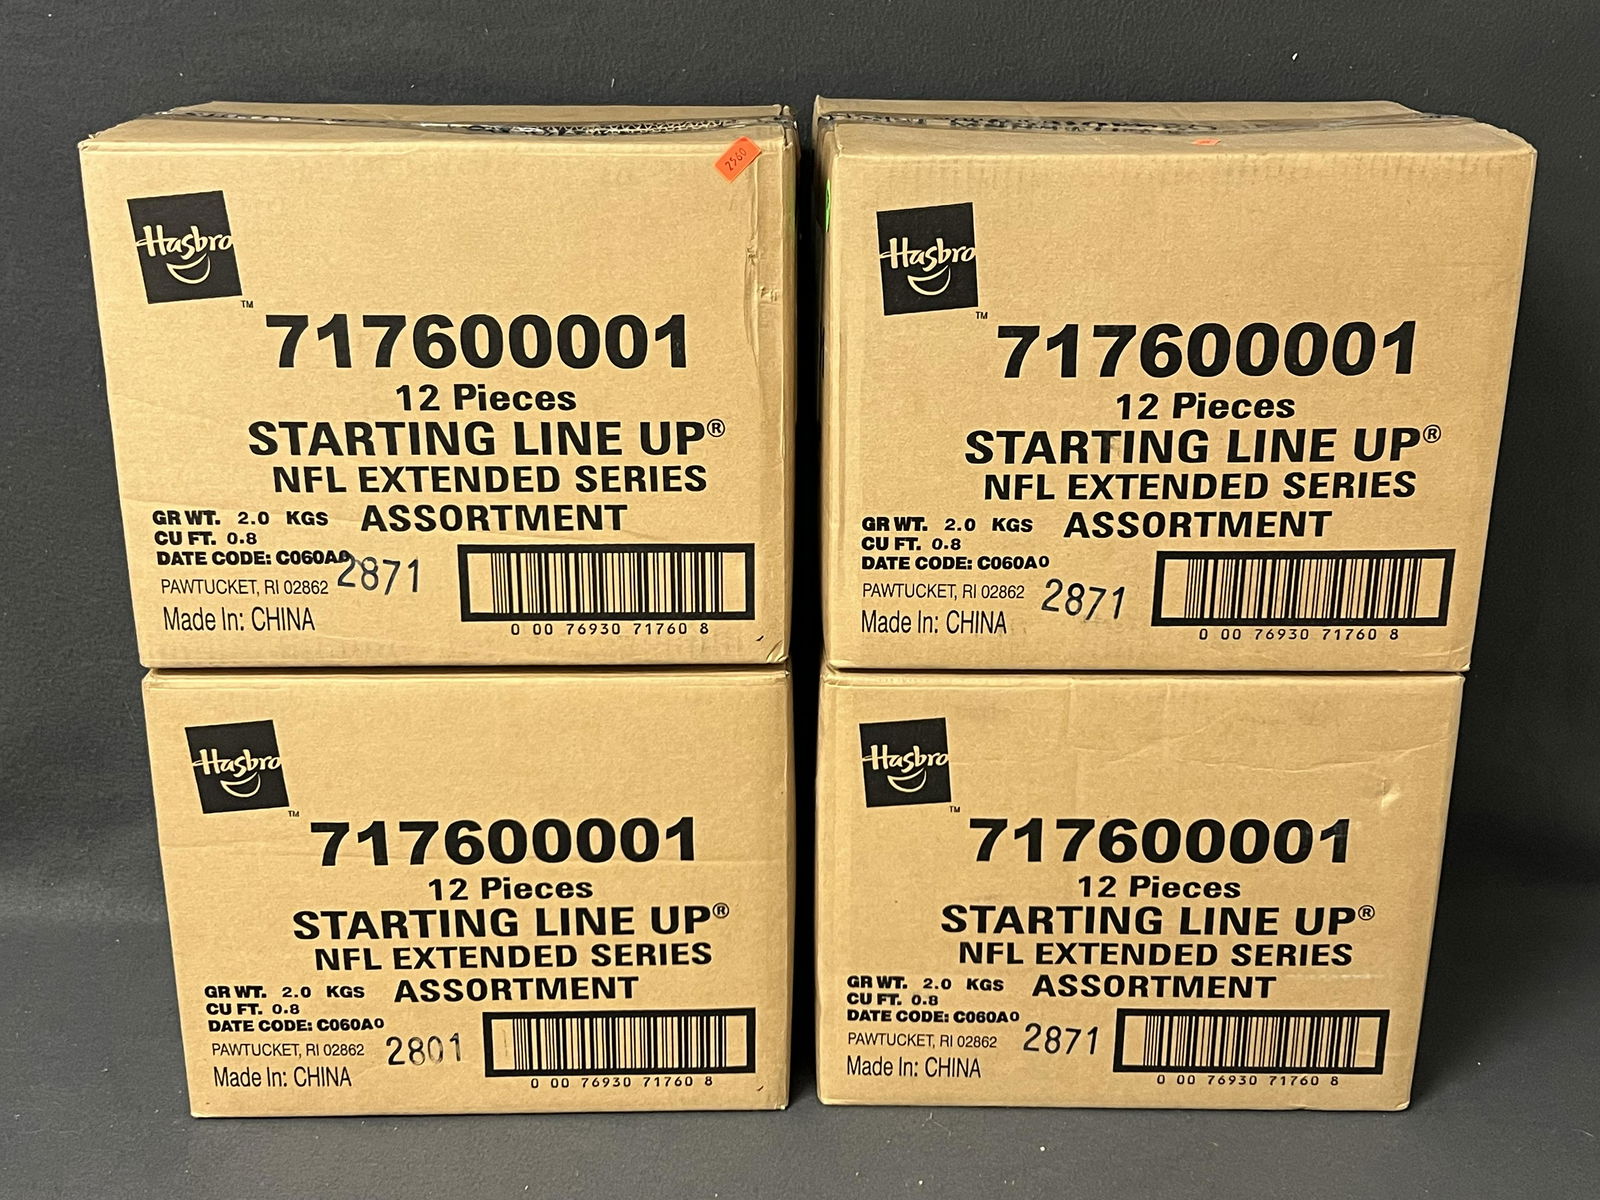 2560
Hasbro
TM
717600001
12 Pieces
STARTING LINE UP®
NFL EXTENDED SERIES
ASSORTMENT
GR WT. 2.0 KGS
CU FT. 0.8
DATE CODE: C060A0
2871
PAWTUCKET, RI 02862
Made In: CHINA
0 00 76930 71760 8
Hasbro
TM
717600001
12 Pieces
STARTING LINE UP®
NFL EXTENDED SERIES
ASSORTMENT
GR WT. 2.0 KGS
CU FT. 0.8
DATE CODE: C060A0
PAWTUCKET, RI 02862
2871
Made In: CHINA
0 00 76930 71760 8
Hasbro
TM
717600001
12 Pieces
STARTING LINE UP®
NFL EXTENDED SERIES
ASSORTMENT
GR WT. 2.0 KGS
CU FT. 0.8
DATE CODE: C060A0
PAWTUCKET, RI 02862
2801
Made In: CHINA
0 00 76930 71760 8
Hasbro
TM
717600001
12 Pieces
STARTING LINE UP®
NFL EXTENDED SERIES
ASSORTMENT
GR WT. 2.0 KGS
CU FT. 0.8
DATE CODE: C060A0
PAWTUCKET, RI 02862
2871
Made In: CHINA
0 00 76930 71760 8